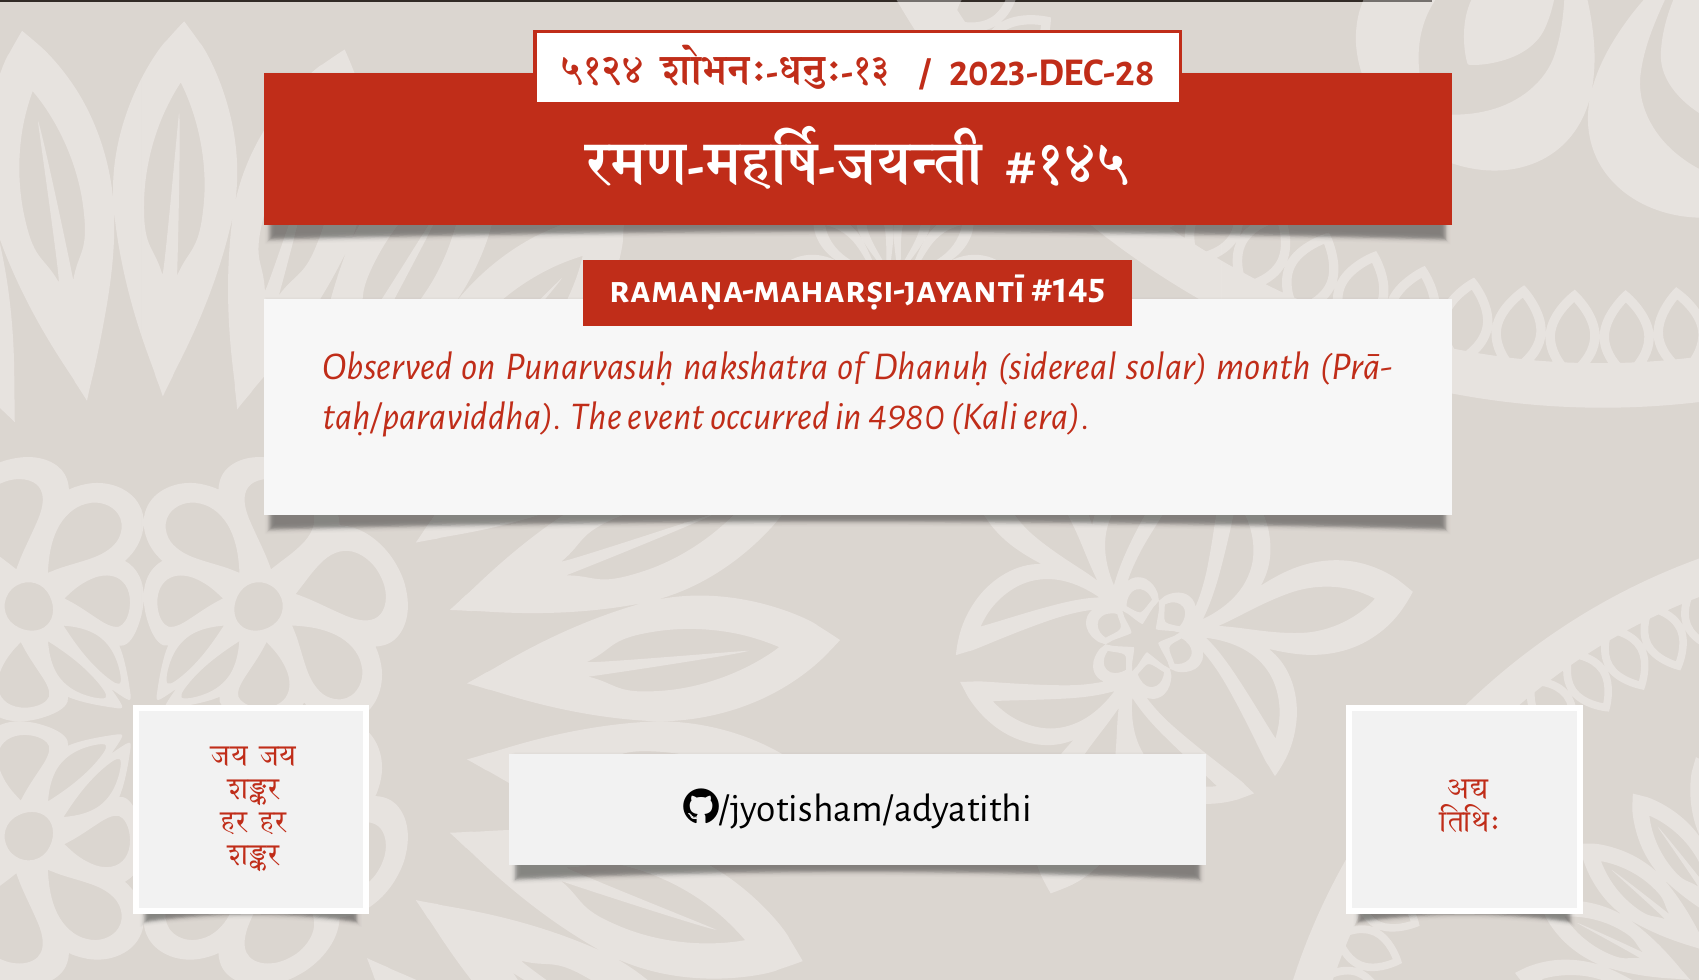 ५१२४ शोभनः-धनुः-१३ / 2023-DEC-28
रमण-महर्षि-जयन्ती #१४५
RAMAṆA-MAHARṢI-JAYANTĪ #145
Observed on Punarvasuḥ nakshatra of Dhanuḥ (sidereal solar) month (Prā-
taḥ/paraviddha). The event occurred in 4980 (Kali era).
जय जय
शङ्कर
हर हर
शङ्कर
/jyotisham/adyatithi
अद्य
तिथिः